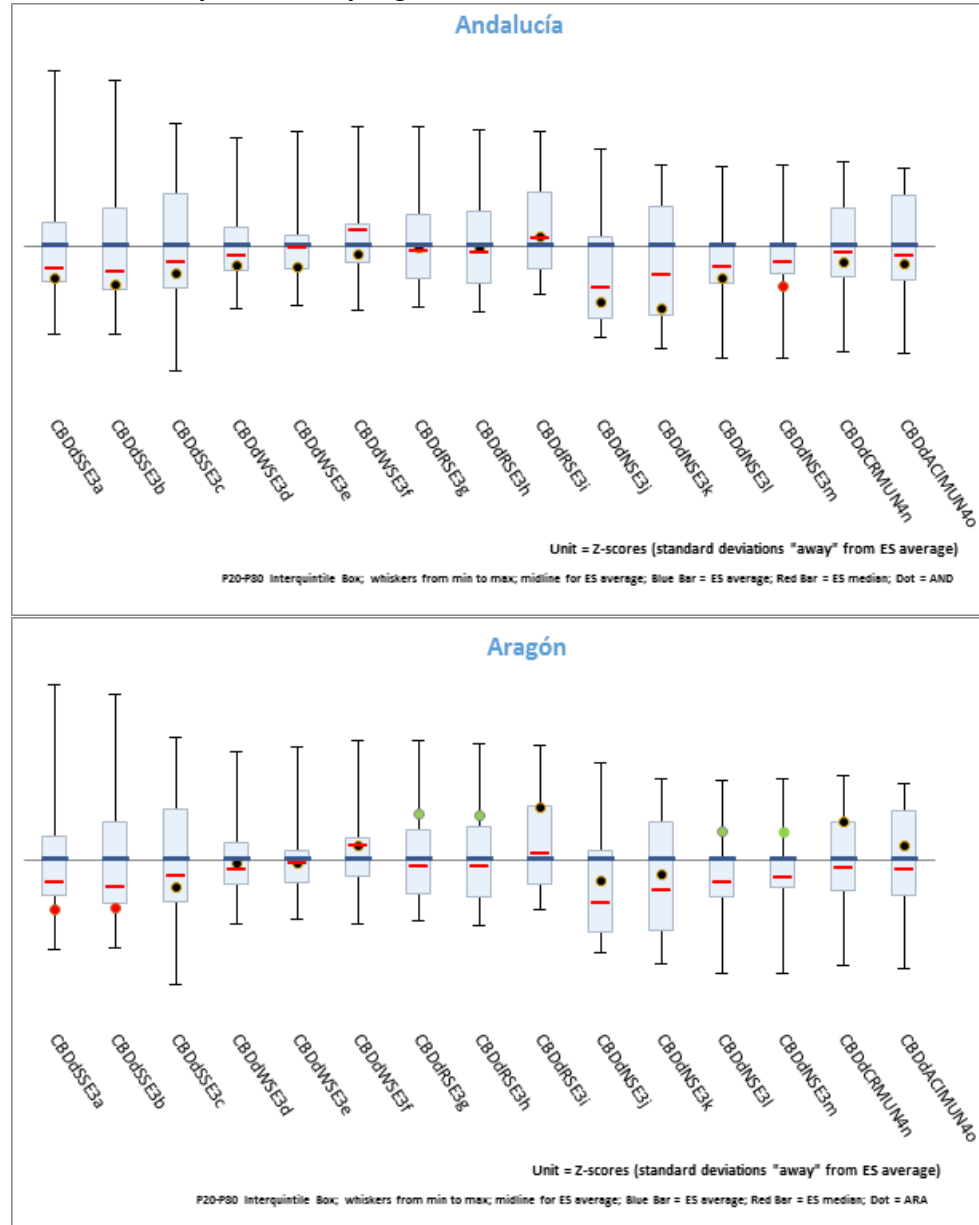 Andalucía
CBDdSSE3a
CBDdSSE3b
CBDdSSE3c
CBDdWSE3d
CBDdWSE3e
CBDdWSE3f
CBDdRSE3g
CBDdRSE3h
CBDdRSE3i
CBDdNSE3j
CBDdNSE3k
CBDdNSE3l
CBDdNSE3m
CBDdCRMUN4n
CBDdACIMUN4o
Unit = Z-scores (standard deviations "away" from ES average)
P20-P80 Interquintile Box; whiskers from min to max; midline for ES average; Blue Bar = ES average; Red Bar = ES median; Dot = AND
Aragón
CBDdSSE3a
CBDdSSE3b
CBDdSSE3c
CBDdWSE3d
CBDdWSE3e
CBDdWSE3f
CBDdRSE3g
CBDdRSE3h
CBDdRSE3i
CBDdNSE3j
CBDdNSE3k
CBDdNSE3l
CBDdNSE3m
CBDdCRMUN4n
CBDdACIMUN4o
Unit = Z-scores (standard deviations "away" from ES average)
P20-P80 Interquintile Box; whiskers from min to max; midline for ES average; Blue Bar = ES average; Red Bar = ES median; Dot = ARA